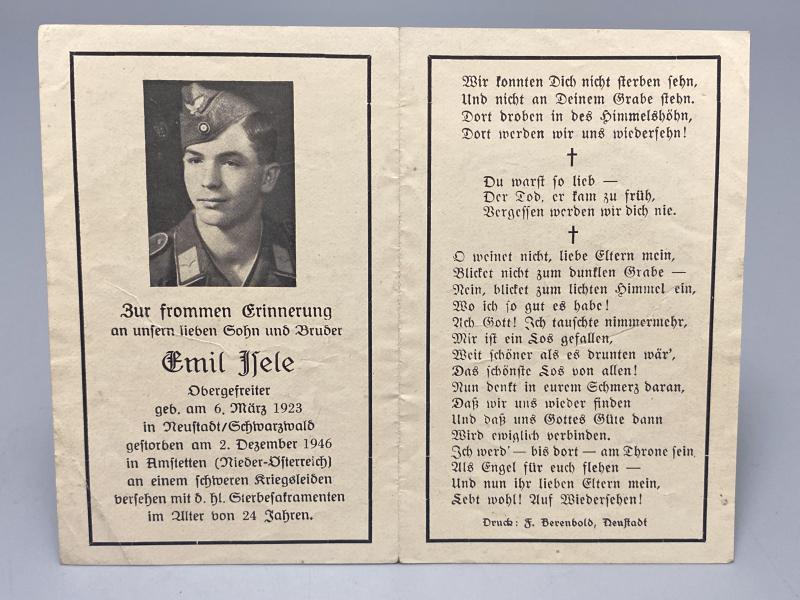 Zur frommen Erinnerung
an unsern lieben Sohn und Bruder
Emil Isele
Obergefreiter
geb. am 6. März 1923
in Neustadt/Schwarzwald
gestorben am 2. Dezember 1946
in Amstetten (Nieder-Österreich)
an einem schweren Kriegsleiden
versehen mit d. hl. Sterbesakramenten
im Alter von 24 Jahren.
Wir konnten Dich nicht sterben sehn,
Und nicht an Deinem Grabe stehn.
Dort droben in des Himmelshöhn,
Dort werden wir uns wiedersehn!
Du warst so lieb —
Der Tod, er kam zu früh,
Vergessen werden wir dich nie.
O weinet nicht, liebe Eltern mein,
Blicket nicht zum dunklen Grabe —
Nein, blicket zum lichten Himmel ein,
Wo ich so gut es habe!
Ach Gott! Ich tauschte nimmermehr,
Mir ist ein Los gefallen,
Weit schöner als es drunten wär',
Das schönste Los von allen!
Nun denkt in eurem Schmerz daran,
Daß wir uns wieder finden
Und daß uns Gottes Güte dann
Wird ewiglich verbinden.
Ich werd' — bis dort — am Throne sein
Als Engel für euch flehen —
Und nun ihr lieben Eltern mein,
Lebt wohl! Auf Wiedersehen!
Druck: F. Berenbold, Neustadt